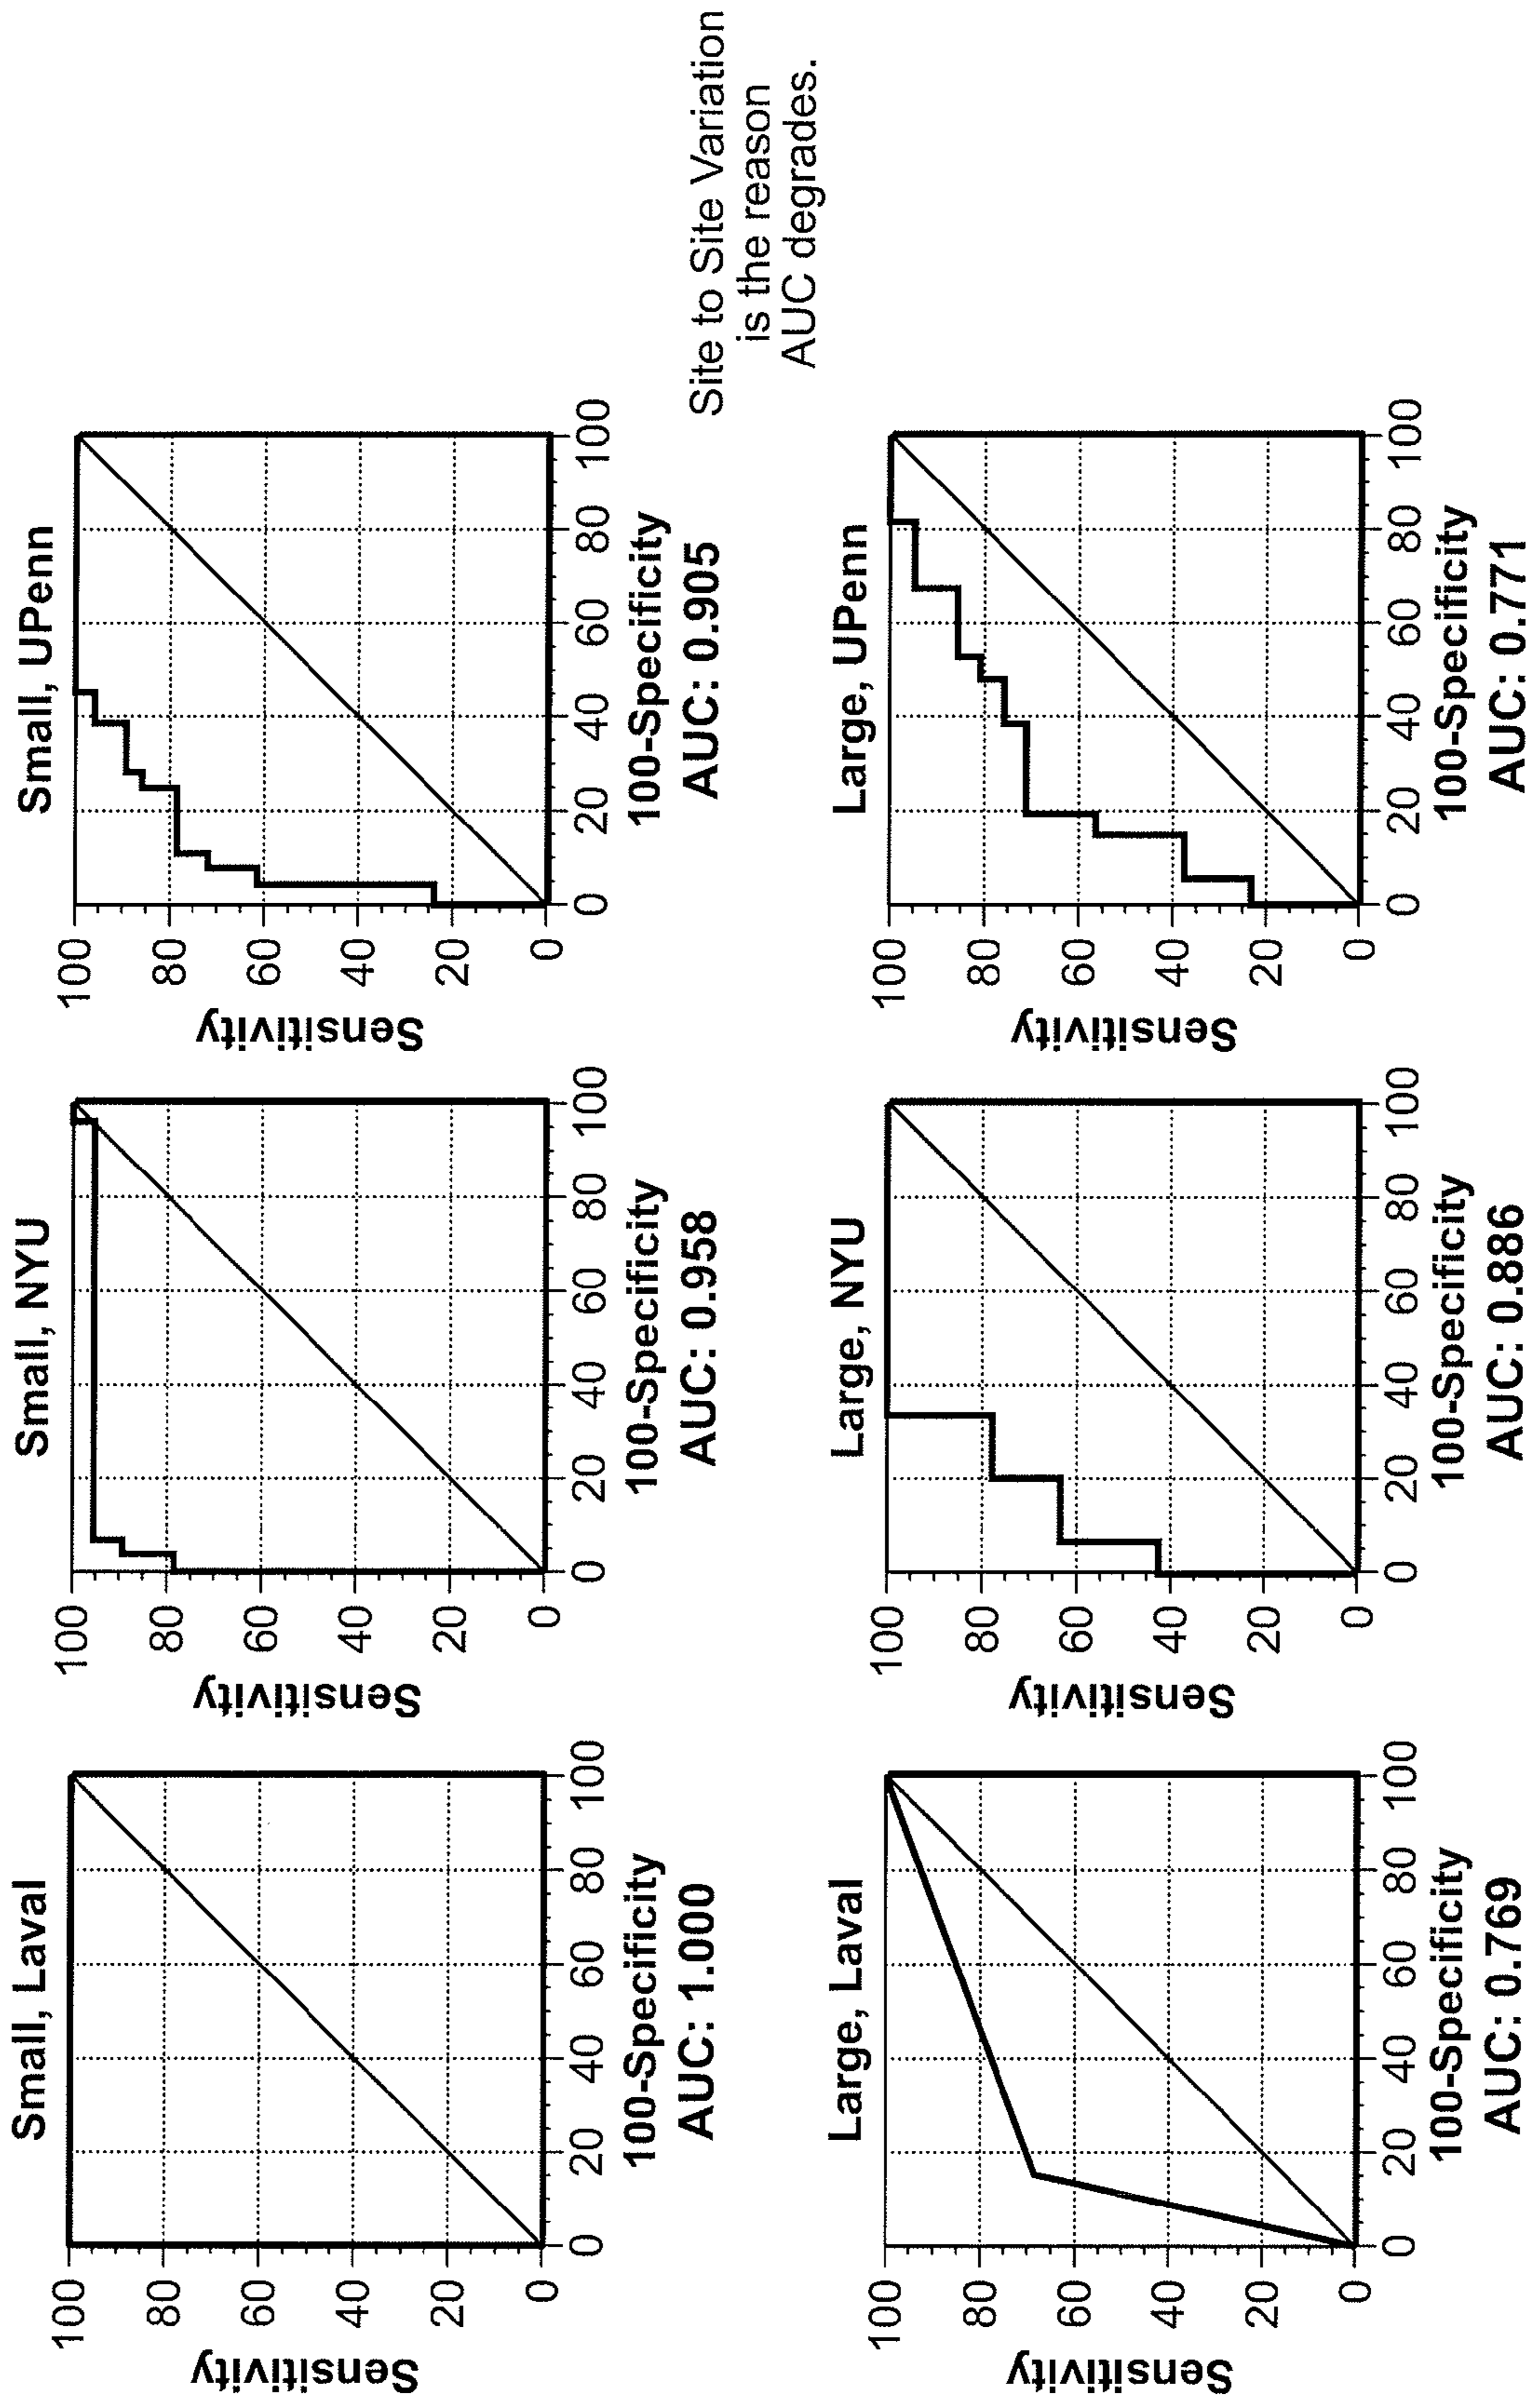 Small, Laval
100
80
60
40
20
0
Sensitivity
0 20 40 60 80 100
100-Specificity
AUC: 1.000
Small, NYU
100
80
60
40
20
0
Sensitivity
0 20 40 60 80 100
100-Specificity
AUC: 0.958
Small, UPenn
100
80
60
40
20
0
Sensitivity
0 20 40 60 80 100
100-Specificity
AUC: 0.905
Site to Site Variation
is the reason
AUC degrades.
Large, Laval
100
80
60
40
20
0
Sensitivity
0 20 40 60 80 100
100-Specificity
AUC: 0.769
Large, NYU
100
80
60
40
20
0
Sensitivity
0 20 40 60 80 100
100-Specificity
AUC: 0.886
Large, UPenn
100
80
60
40
20
0
Sensitivity
0 20 40 60 80 100
100-Specificity
AUC: 0.771